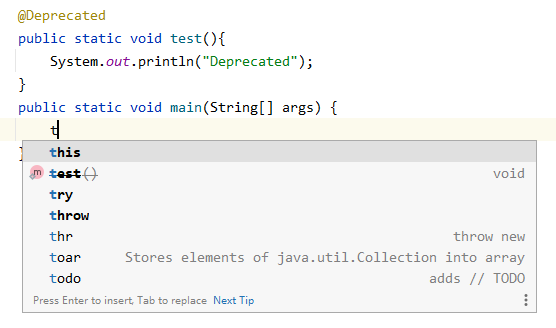 @Deprecated
public static void test(){
System.out.println("Deprecated");
}
public static void main(String[] args) {
t
}
this
m test() void
try
throw
thr throw new
toar Stores elements of java.util.Collection into array
todo adds // TODO
Press Enter to insert, Tab to replace Next Tip